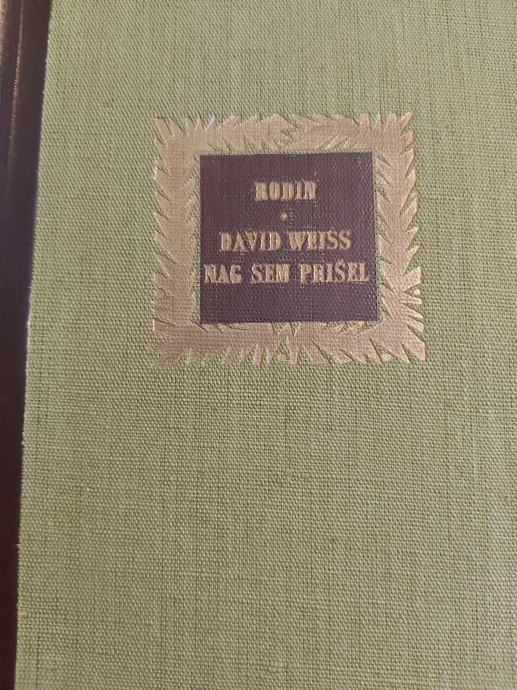 RODIN
•
DAVID WEISS
NAG SEM PRIŠEL